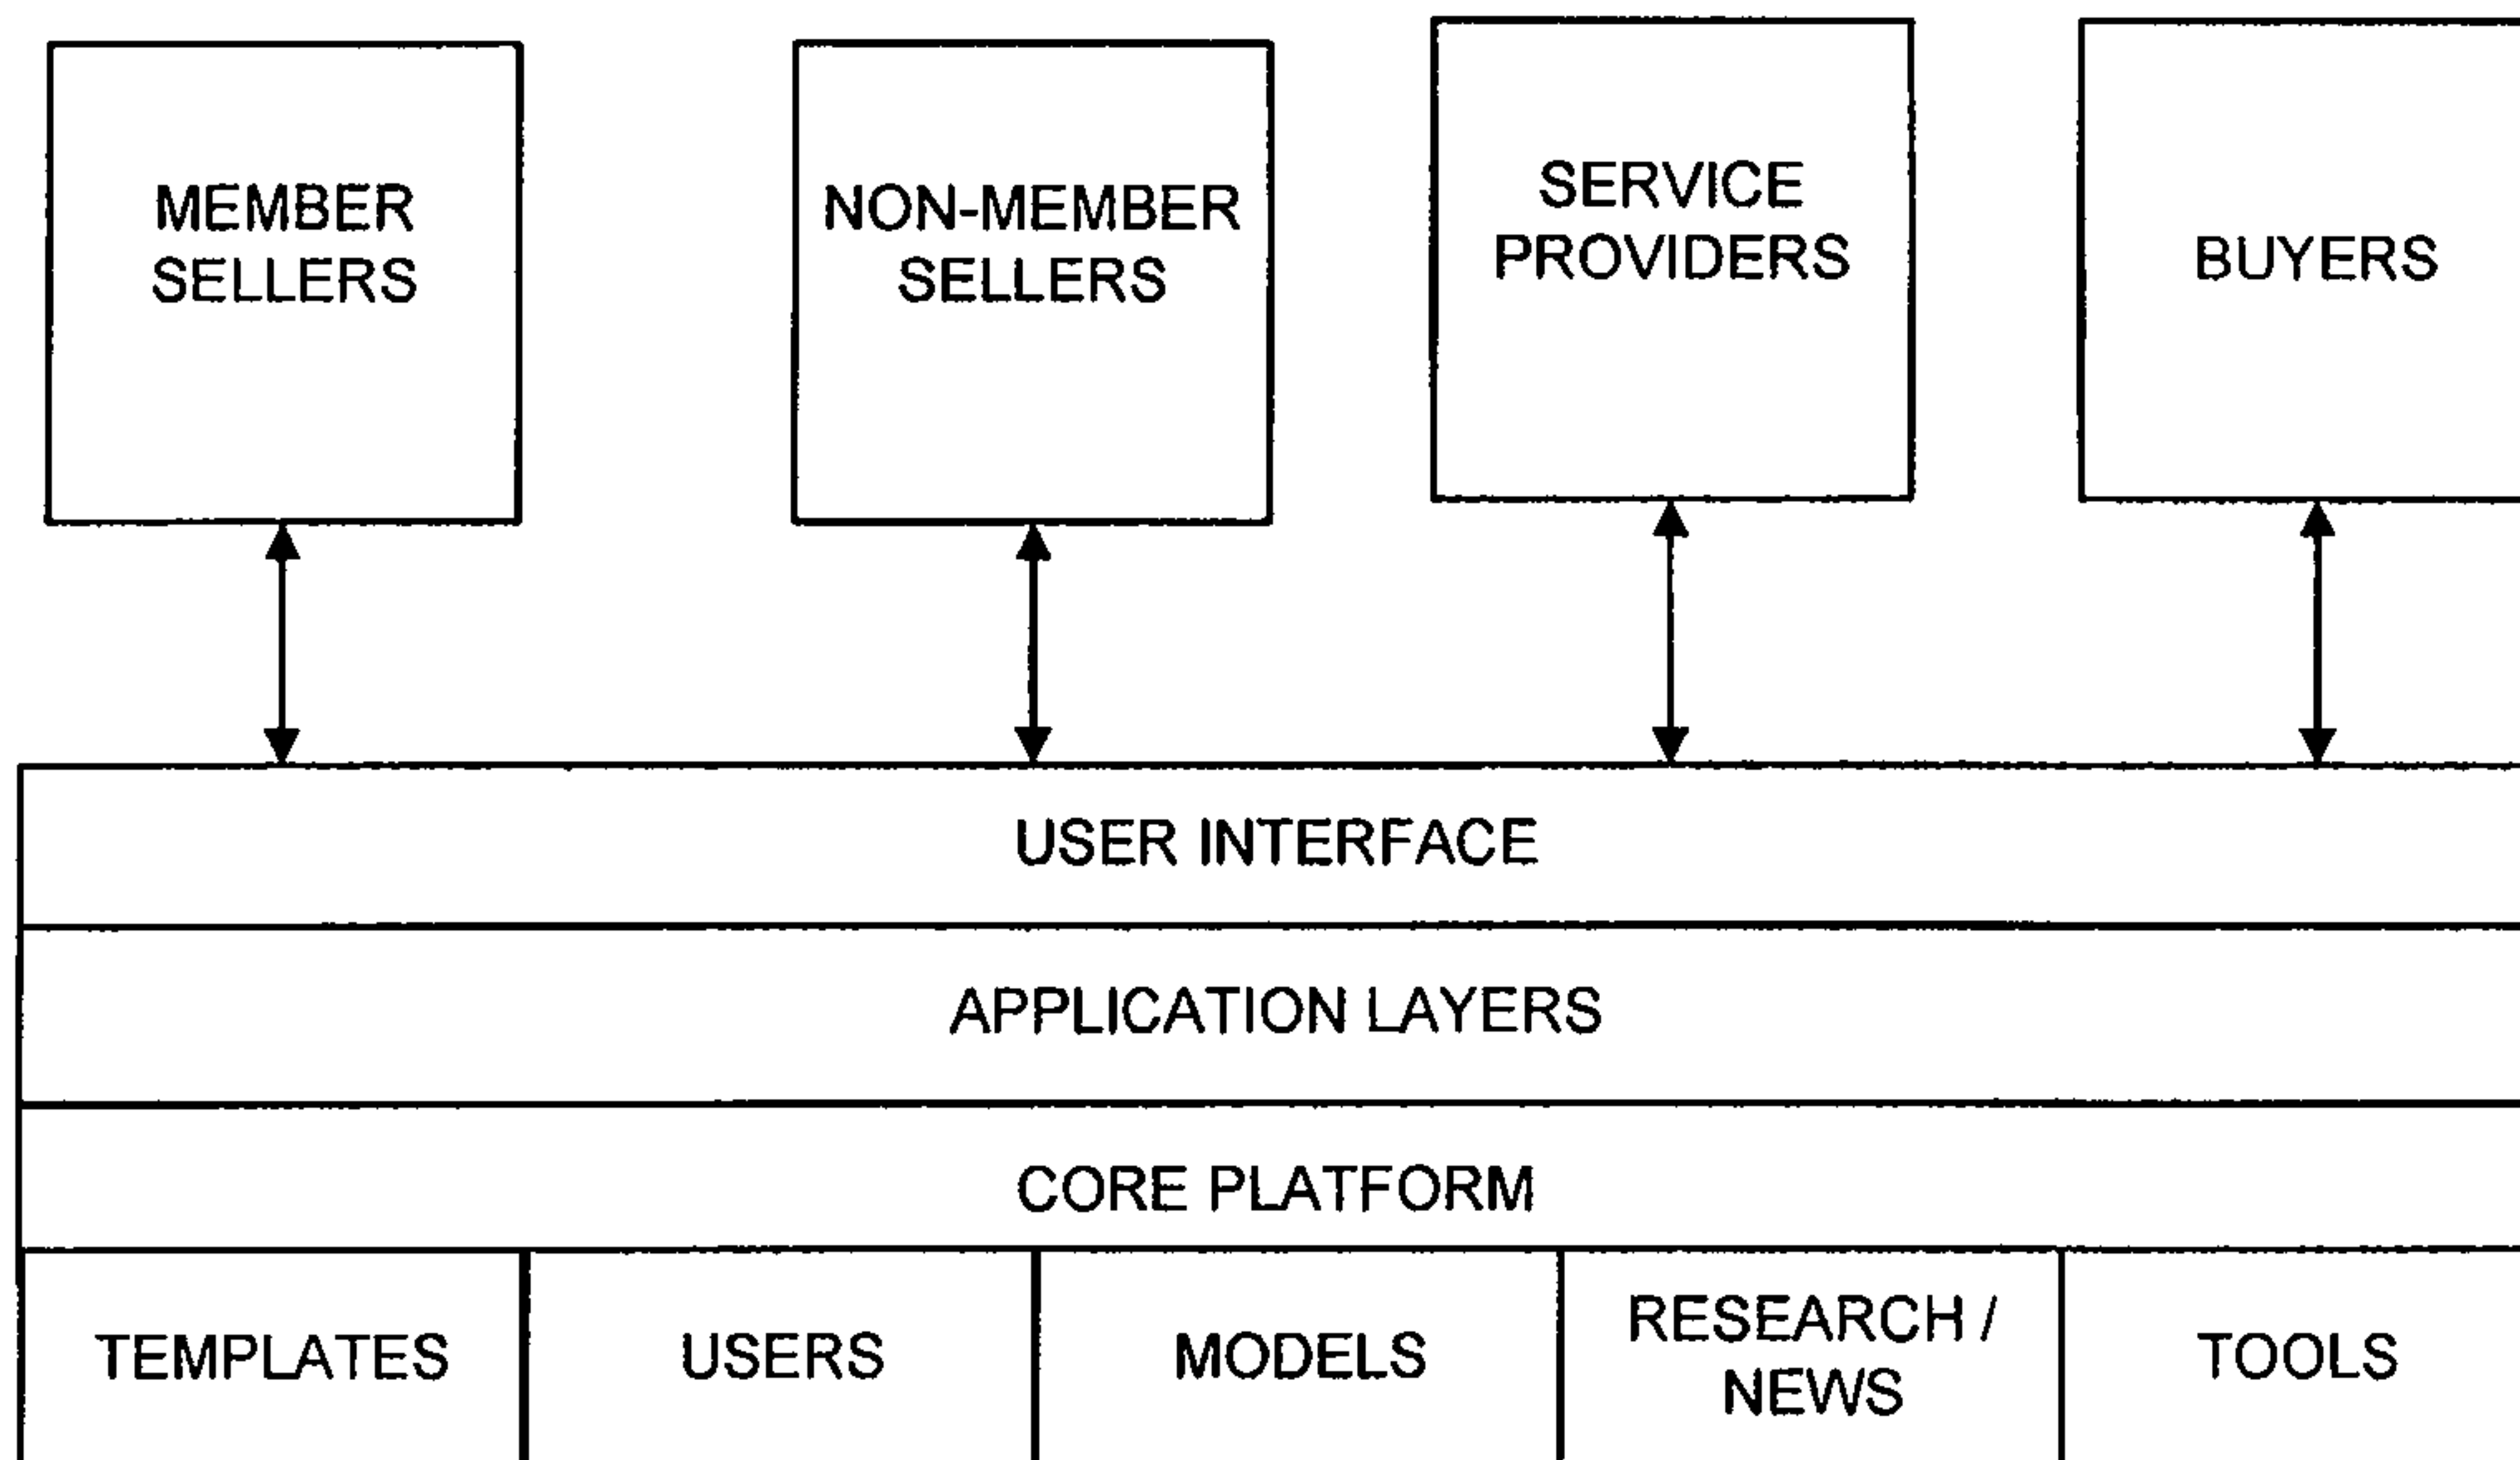 MEMBER
SELLERS
NON-MEMBER
SELLERS
SERVICE
PROVIDERS
BUYERS
USER INTERFACE
APPLICATION LAYERS
CORE PLATFORM
TEMPLATES
USERS
MODELS
RESEARCH /
NEWS
TOOLS